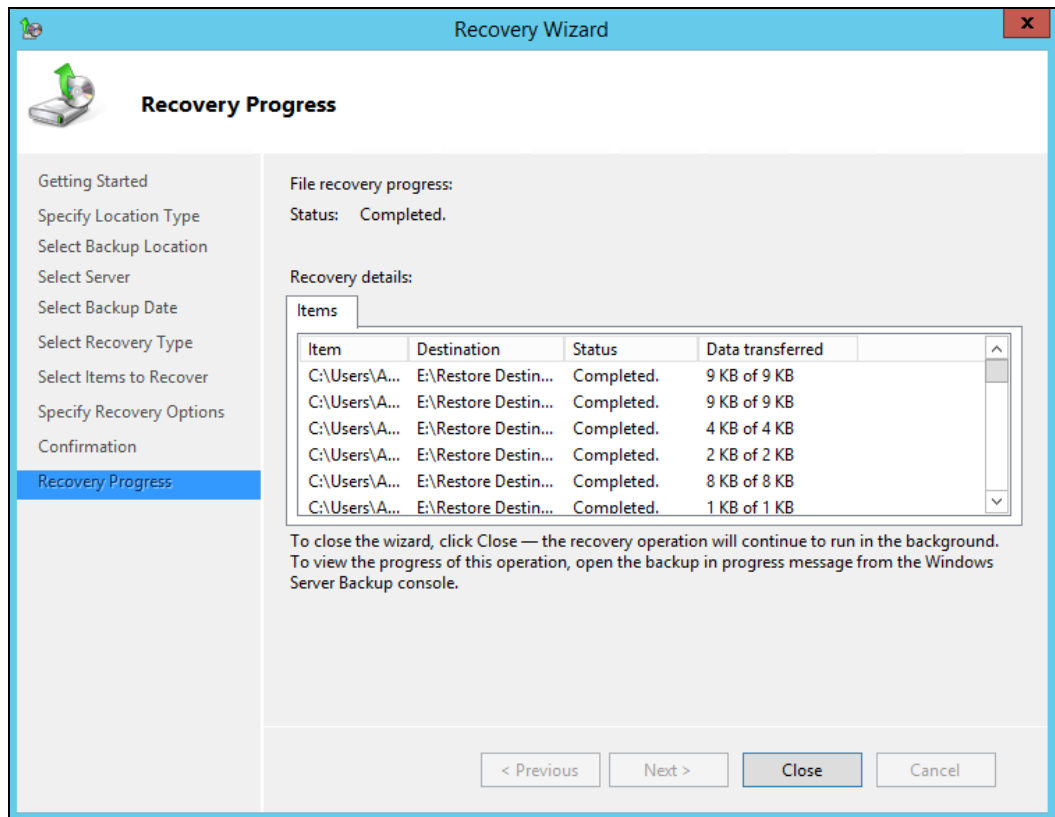 Recovery Wizard
x
Recovery Progress
Getting Started
Specify Location Type
Select Backup Location
Select Server
Select Backup Date
Select Recovery Type
Select Items to Recover
Specify Recovery Options
Confirmation
Recovery Progress
File recovery progress:
Status: Completed.
Recovery details:
Items
Item Destination Status Data transferred
C:\Users\A... E:\Restore Destin... Completed. 9 KB of 9 KB
C:\Users\A... E:\Restore Destin... Completed. 9 KB of 9 KB
C:\Users\A... E:\Restore Destin... Completed. 4 KB of 4 KB
C:\Users\A... E:\Restore Destin... Completed. 2 KB of 2 KB
C:\Users\A... E:\Restore Destin... Completed. 8 KB of 8 KB
C:\Users\A... E:\Restore Destin... Completed. 1 KB of 1 KB
To close the wizard, click Close — the recovery operation will continue to run in the background.
To view the progress of this operation, open the backup in progress message from the Windows
Server Backup console.
< Previous Next > Close Cancel